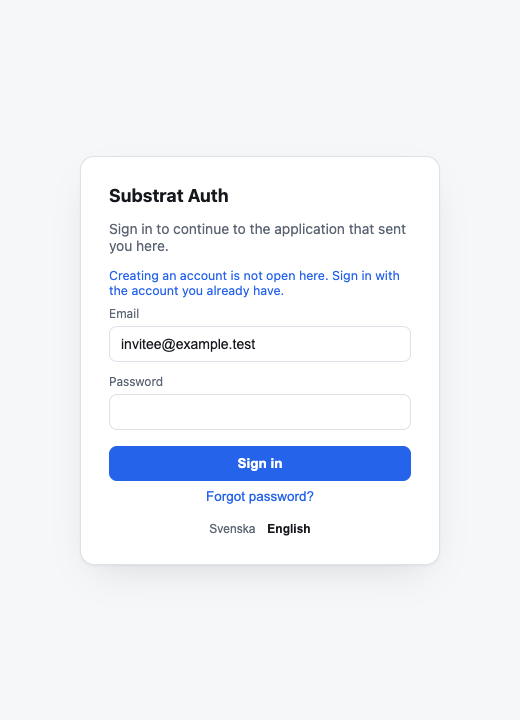 Substrat Auth
Sign in to continue to the application that sent
you here.
Creating an account is not open here. Sign in with
the account you already have.
Email
invitee@example.test
Password
Sign in
Forgot password?
Svenska English